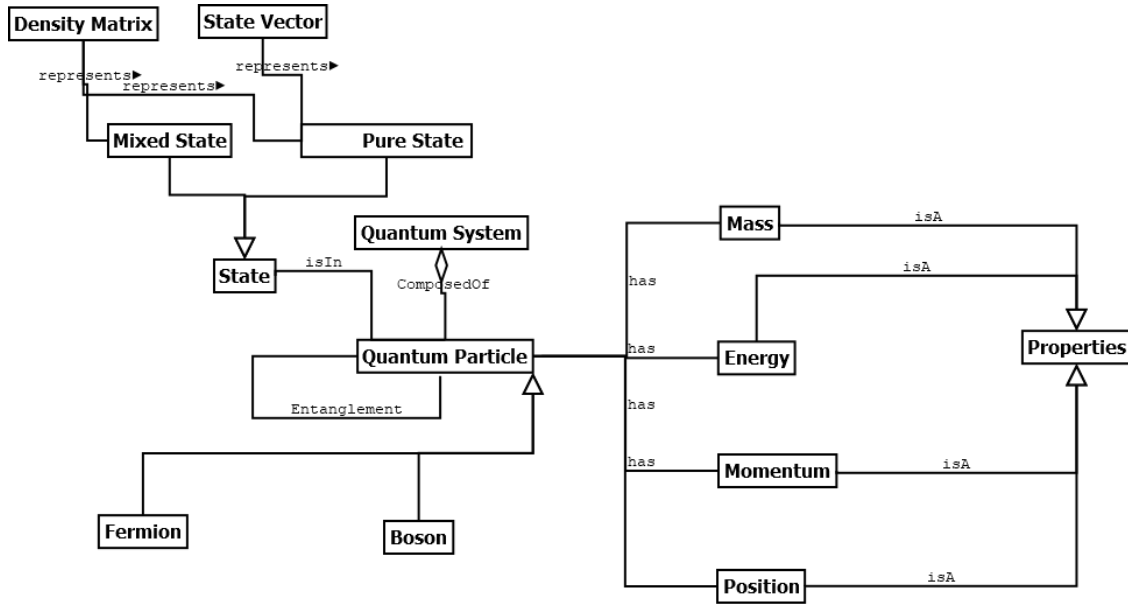 Density Matrix
State Vector
represents►
represents►
represents►
Mixed State
Pure State
Quantum System
State
isIn
ComposedOf
Quantum Particle
Entanglement
Fermion
Boson
has
has
has
has
Mass
isA
isA
Energy
Properties
Momentum
isA
Position
isA